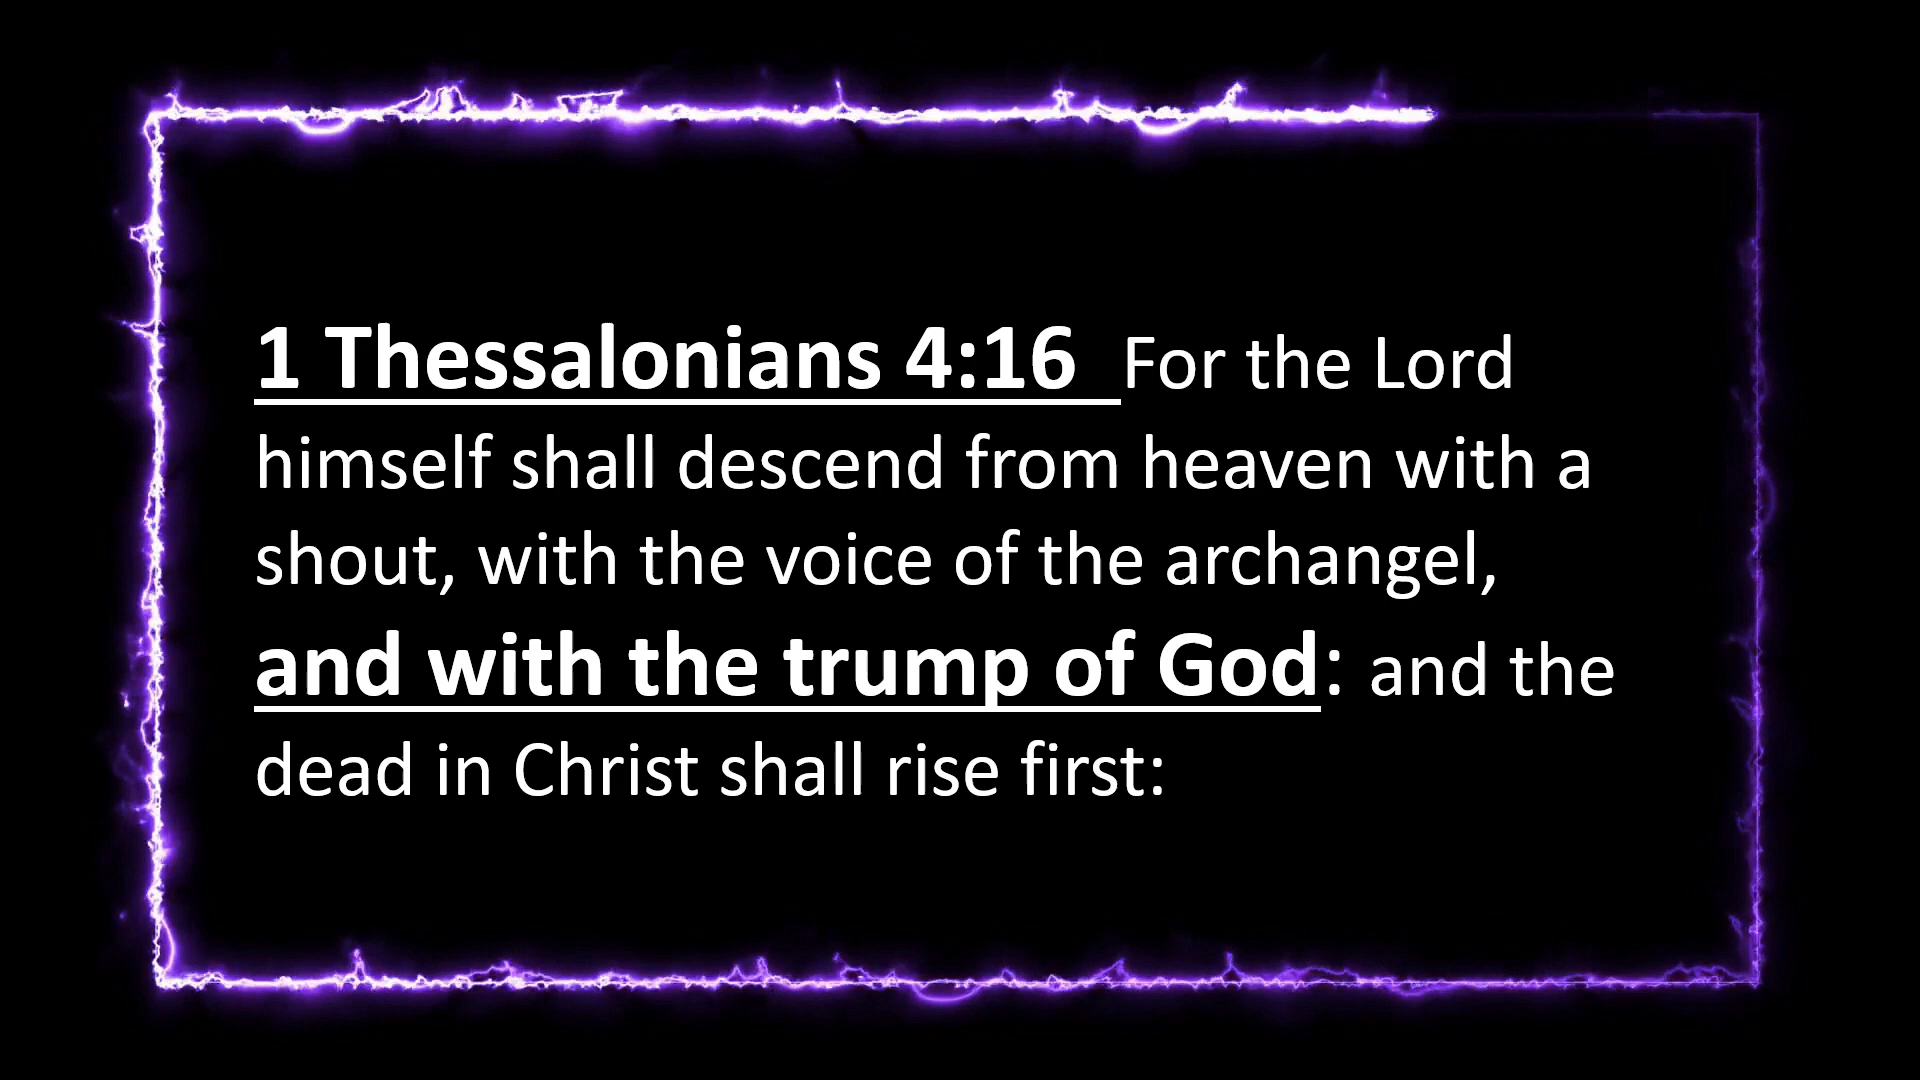 1 Thessalonians 4:16 For the Lord
himself shall descend from heaven with a
shout, with the voice of the archangel,
and with the trump of God: and the
dead in Christ shall rise first: